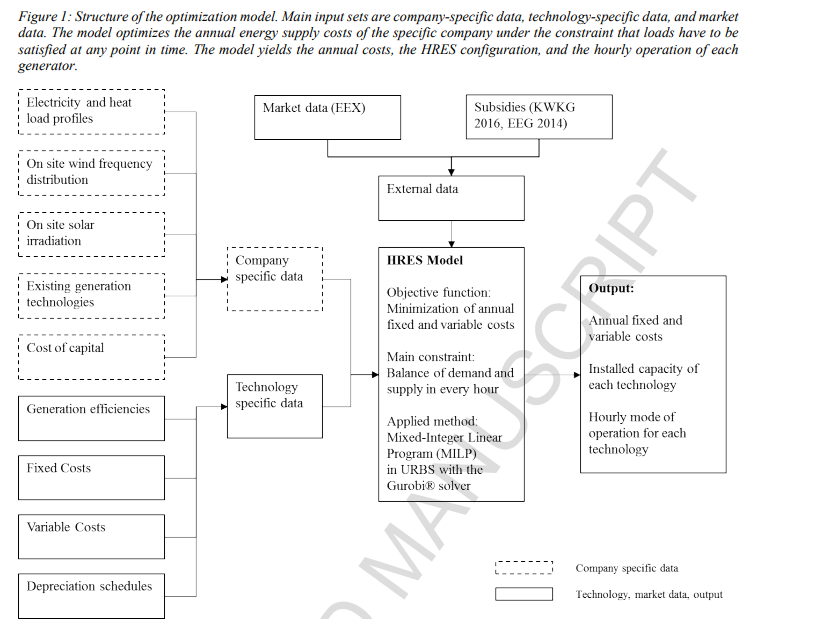 Figure 1: Structure of the optimization model. Main input sets are company-specific data, technology-specific data, and market
data. The model optimizes the annual energy supply costs of the specific company under the constraint that loads have to be
satisfied at any point in time. The model yields the annual costs, the HRES configuration, and the hourly operation of each
generator.
Electricity and heat
load profiles
On site wind frequency
distribution
On site solar
irradiation
Existing generation
technologies
Cost of capital
Generation efficiencies
Fixed Costs
Variable Costs
Depreciation schedules
Company
specific data
Technology
specific data
Market data (EEX)
Subsidies (KWKG
2016, EEG 2014)
External data
HRES Model
Objective function:
Minimization of annual
fixed and variable costs
Main constraint:
Balance of demand and
supply in every hour
Applied method:
Mixed-Integer Linear
Program (MILP)
in URBS with the
Gurobi® solver
Output:
Annual fixed and
variable costs
Installed capacity of
each technology
Hourly mode of
operation for each
technology
Company specific data
Technology, market data, output
D MANUSCRIPT